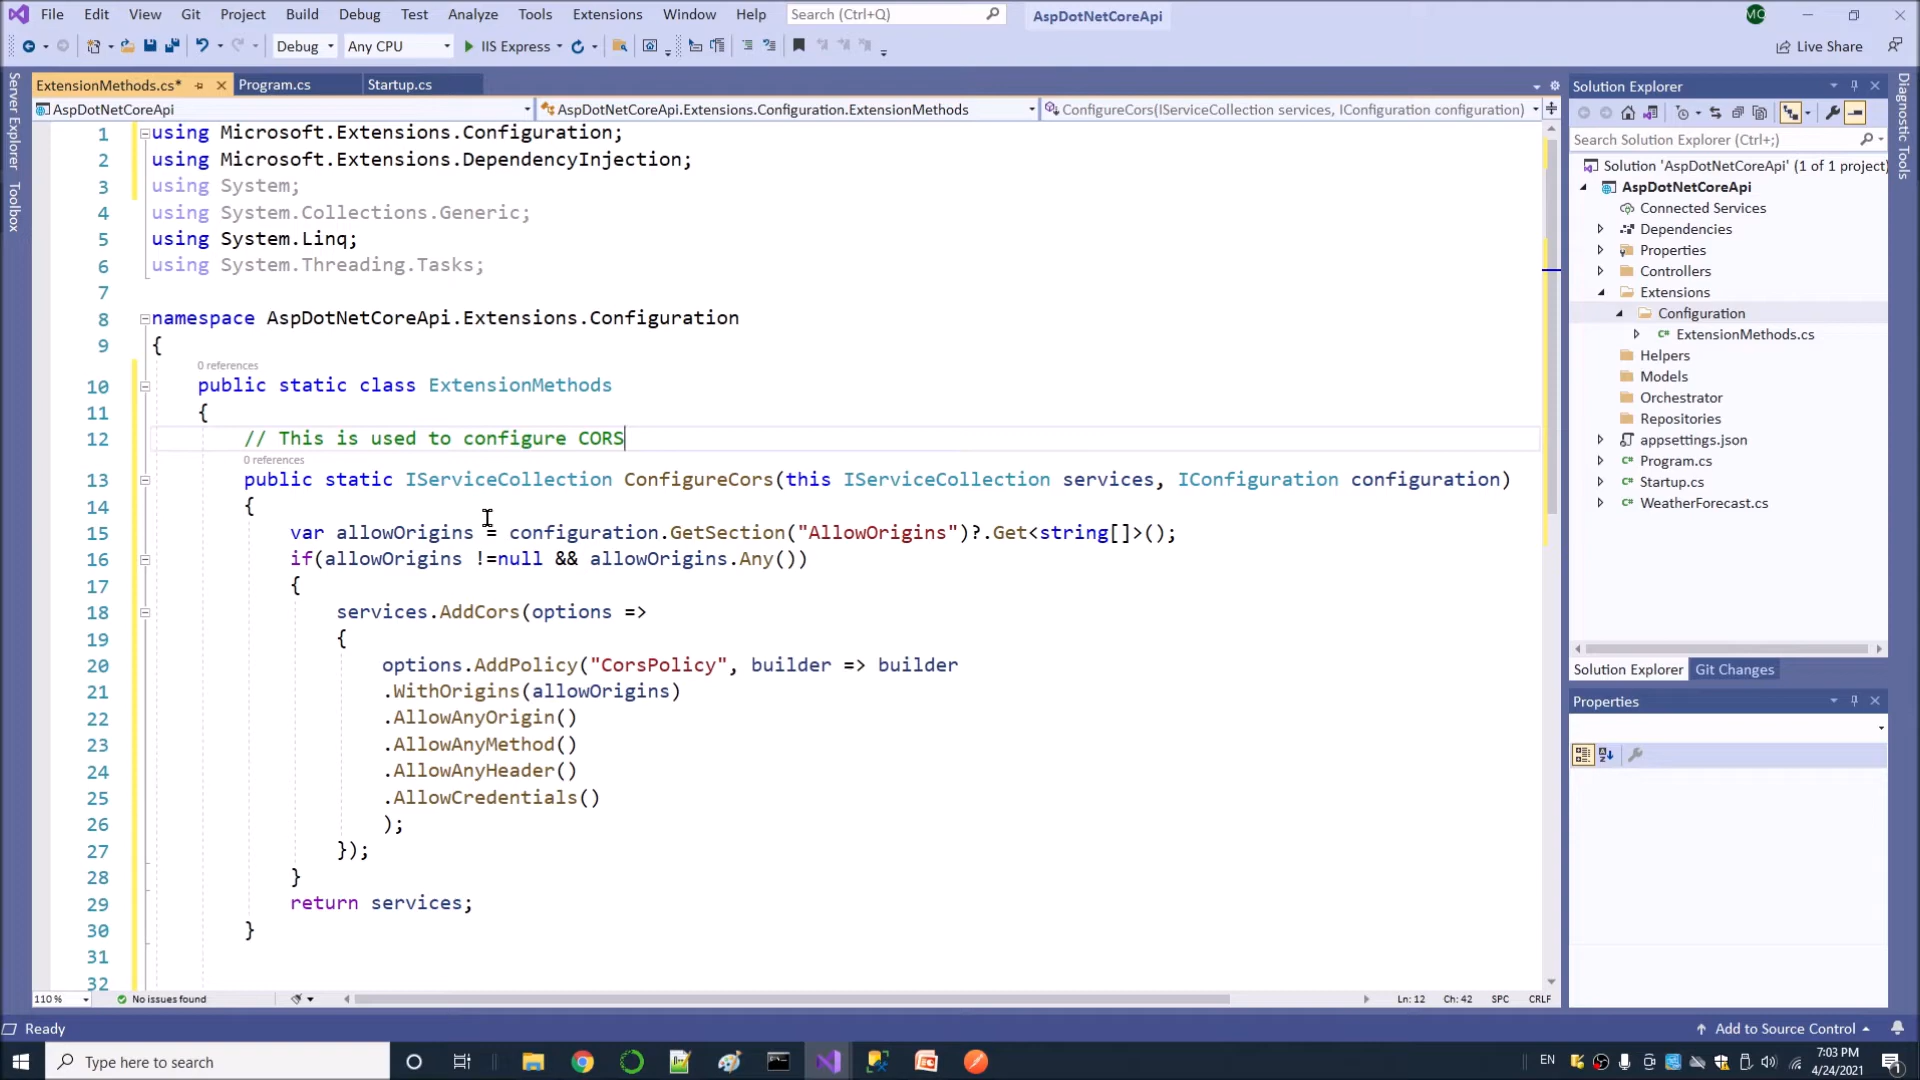 File Edit View Git Project Build Debug Test Analyze Tools Extensions Window Help Search (Ctrl+Q) AspDotNetCoreApi MC
Debug Any CPU IIS Express Live Share
Server Explorer
Toolbox
ExtensionMethods.cs* Program.cs Startup.cs
AspDotNetCoreApi AspDotNetCoreApi.Extensions.Configuration.ExtensionMethods ConfigureCors(IServiceCollection services, IConfiguration configuration)
1 using Microsoft.Extensions.Configuration;
2 using Microsoft.Extensions.DependencyInjection;
3 using System;
4 using System.Collections.Generic;
5 using System.Linq;
6 using System.Threading.Tasks;
7
8 namespace AspDotNetCoreApi.Extensions.Configuration
9 {
0 references
10 public static class ExtensionMethods
11 {
12 // This is used to configure CORS
0 references
13 public static IServiceCollection ConfigureCors(this IServiceCollection services, IConfiguration configuration)
14 {
15 var allowOrigins = configuration.GetSection("AllowOrigins")?.Get<string[]>();
16 if(allowOrigins !=null && allowOrigins.Any())
17 {
18 services.AddCors(options =>
19 {
20 options.AddPolicy("CorsPolicy", builder => builder
21 .WithOrigins(allowOrigins)
22 .AllowAnyOrigin()
23 .AllowAnyMethod()
24 .AllowAnyHeader()
25 .AllowCredentials()
26 );
27 });
28 }
29 return services;
30 }
31
32
110 % No issues found Ln: 12 Ch: 42 SPC CRLF
Solution Explorer
Search Solution Explorer (Ctrl+;)
Solution 'AspDotNetCoreApi' (1 of 1 project)
AspDotNetCoreApi
Connected Services
Dependencies
Properties
Controllers
Extensions
Configuration
ExtensionMethods.cs
Helpers
Models
Orchestrator
Repositories
appsettings.json
Program.cs
Startup.cs
WeatherForecast.cs
Solution Explorer Git Changes
Properties
Diagnostic Tools
Ready Add to Source Control
Type here to search EN 7:03 PM
4/24/2021
1